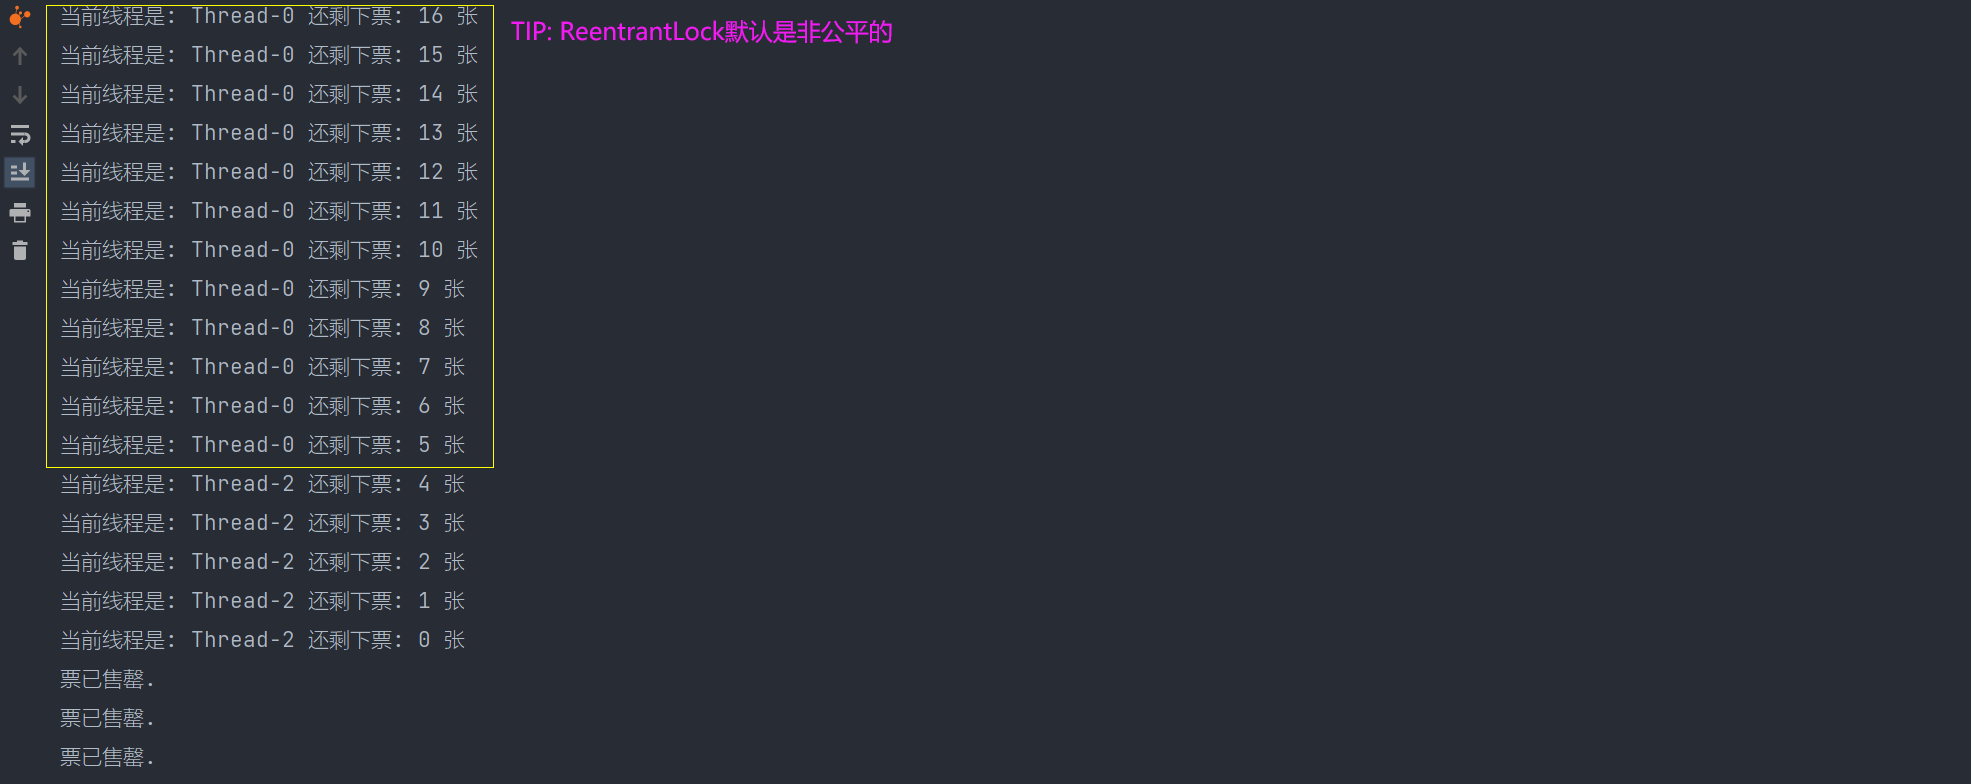 当前线程是: Thread-0 还剩下票: 16 张
TIP: ReentrantLock默认是非公平的
当前线程是: Thread-0 还剩下票: 15 张
当前线程是: Thread-0 还剩下票: 14 张
当前线程是: Thread-0 还剩下票: 13 张
当前线程是: Thread-0 还剩下票: 12 张
当前线程是: Thread-0 还剩下票: 11 张
当前线程是: Thread-0 还剩下票: 10 张
当前线程是: Thread-0 还剩下票: 9 张
当前线程是: Thread-0 还剩下票: 8 张
当前线程是: Thread-0 还剩下票: 7 张
当前线程是: Thread-0 还剩下票: 6 张
当前线程是: Thread-0 还剩下票: 5 张
当前线程是: Thread-2 还剩下票: 4 张
当前线程是: Thread-2 还剩下票: 3 张
当前线程是: Thread-2 还剩下票: 2 张
当前线程是: Thread-2 还剩下票: 1 张
当前线程是: Thread-2 还剩下票: 0 张
票已售罄.
票已售罄.
票已售罄.